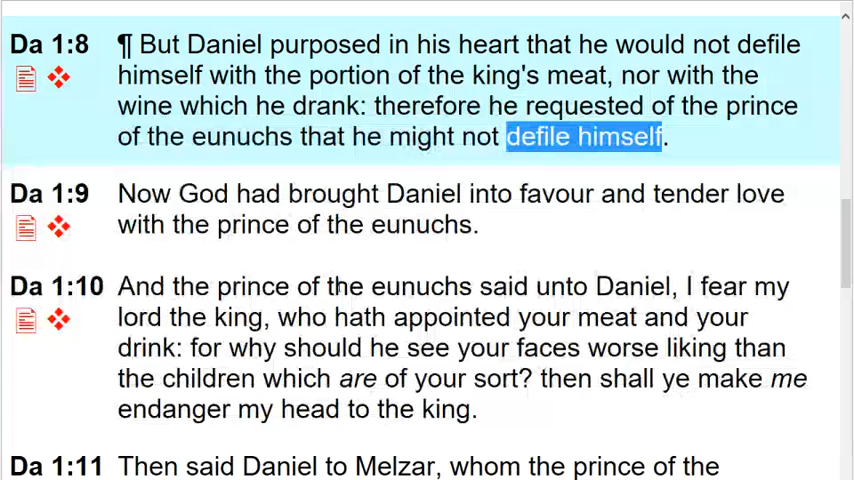 Da 1:8 ¶ But Daniel purposed in his heart that he would not defile
himself with the portion of the king's meat, nor with the
wine which he drank: therefore he requested of the prince
of the eunuchs that he might not defile himself.
Da 1:9 Now God had brought Daniel into favour and tender love
with the prince of the eunuchs.
Da 1:10 And the prince of the eunuchs said unto Daniel, I fear my
lord the king, who hath appointed your meat and your
drink: for why should he see your faces worse liking than
the children which are of your sort? then shall ye make me
endanger my head to the king.
Da 1:11 Then said Daniel to Melzar, whom the prince of the